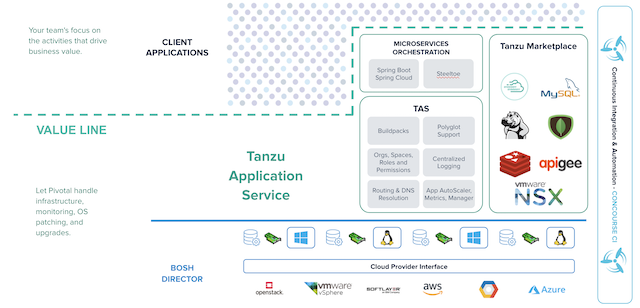 Your team's focus on
the activities that drive
business value.
CLIENT
APPLICATIONS
MICROSERVICES
ORCHESTRATION
Spring Boot
Spring Cloud
Steeltoe
Tanzu Marketplace
MySQL
TAS
Buildpacks
Polyglot
Support
Orgs, Spaces,
Roles and
Permissions
Centralized
Logging
Routing & DNS
Resolution
App AutoScaler,
Metrics, Manager
redis
apigee
vmware
NSX
VALUE LINE
Tanzu
Application
Service
Let Pivotal handle
infrastructure,
monitoring, OS
patching, and
upgrades.
BOSH
DIRECTOR
Cloud Provider Interface
openstack
vmware
vSphere
SOFTLAYER
aws
Azure
Continuous Integration & Automation - CONCOURSE CI